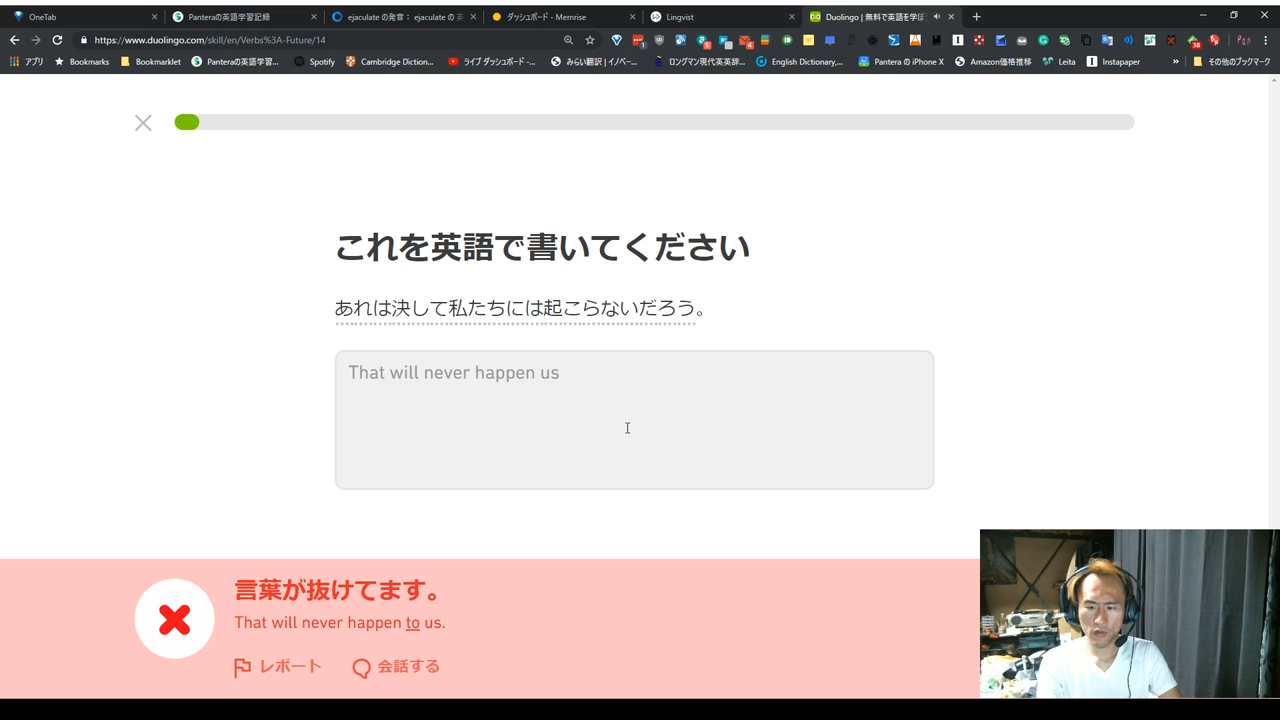 OneTab
Panteraの英語学習記録
ejaculate の発音： ejaculate の 英
ダッシュボード - Memrise
Lingvist
Duolingo | 無料で英語を学ぼ
https://www.duolingo.com/skill/en/Verbs%3A-Future/14
アプリ
Bookmarks
Bookmarklet
Panteraの英語学習...
Spotify
Cambridge Diction...
ライブ ダッシュボード -...
みらい翻訳 | イノベー...
ロングマン現代英英辞...
English Dictionary,...
Pantera の iPhone X
Amazon価格推移
Leita
Instapaper
»
その他のブックマーク
これを英語で書いてください
あれは決して私たちには起こらないだろう。
That will never happen us
言葉が抜けてます。
That will never happen to us.
レポート
会話する